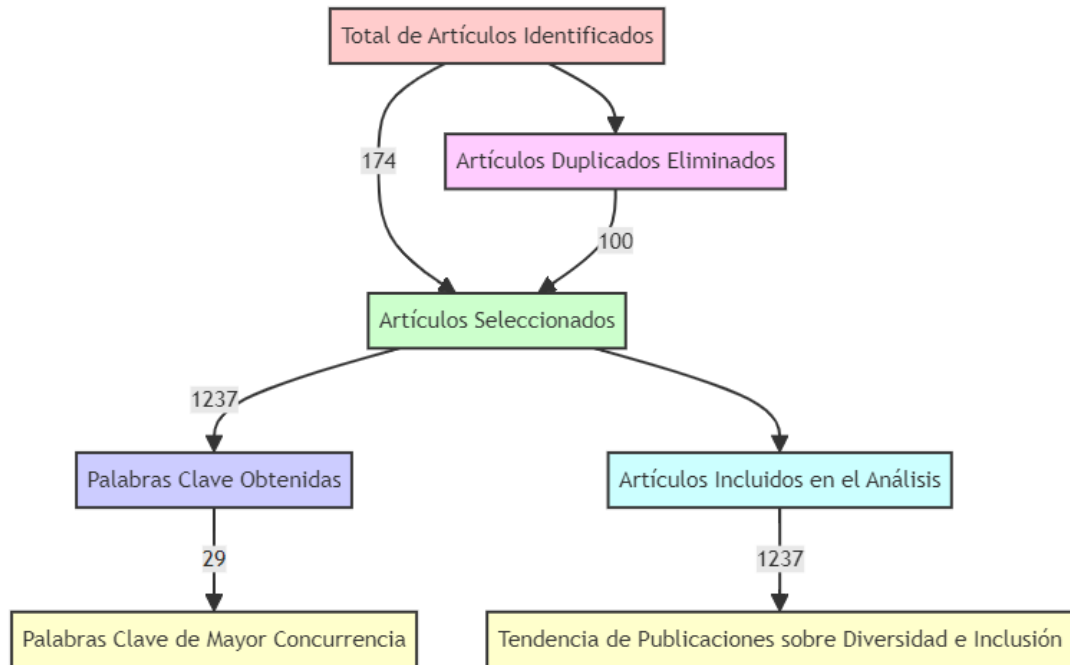 Total de Artículos Identificados
174
Artículos Duplicados Eliminados
100
Artículos Seleccionados
1237
Palabras Clave Obtenidas
Artículos Incluidos en el Análisis
29
1237
Palabras Clave de Mayor Concurrencia
Tendencia de Publicaciones sobre Diversidad e Inclusión